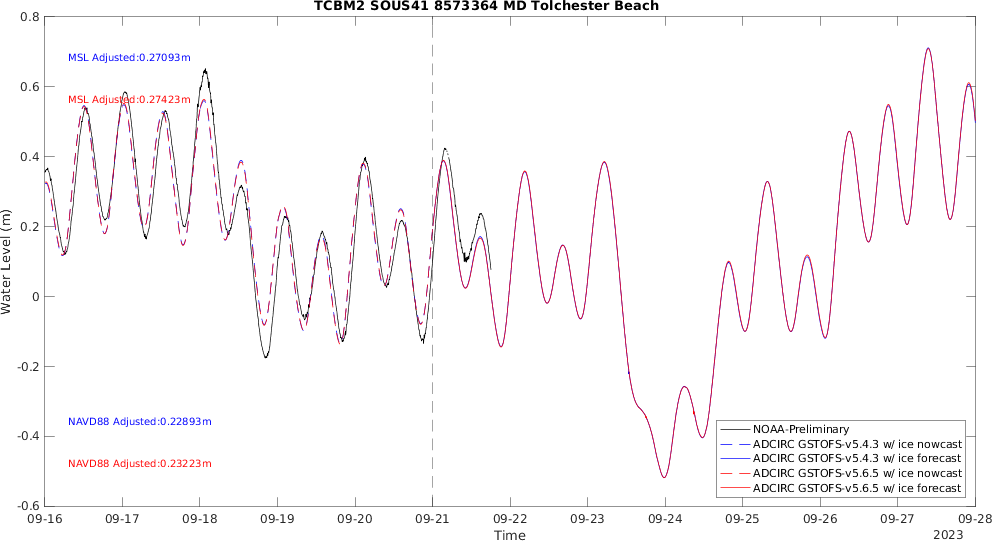 TCBM2 SOUS41 8573364 MD Tolchester Beach
0.8
0.6
0.4
0.2
0
-0.2
-0.4
-0.6
Water Level (m)
MSL Adjusted:0.27093m
MSL Adjusted:0.27423m
NAVD88 Adjusted:0.22893m
NAVD88 Adjusted:0.23223m
NOAA-Preliminary
ADCIRC GSTOFS-v5.4.3 w/ ice nowcast
ADCIRC GSTOFS-v5.4.3 w/ ice forecast
ADCIRC GSTOFS-v5.6.5 w/ ice nowcast
ADCIRC GSTOFS-v5.6.5 w/ ice forecast
09-16 09-17 09-18 09-19 09-20 09-21 09-22 09-23 09-24 09-25 09-26 09-27 09-28
Time
2023